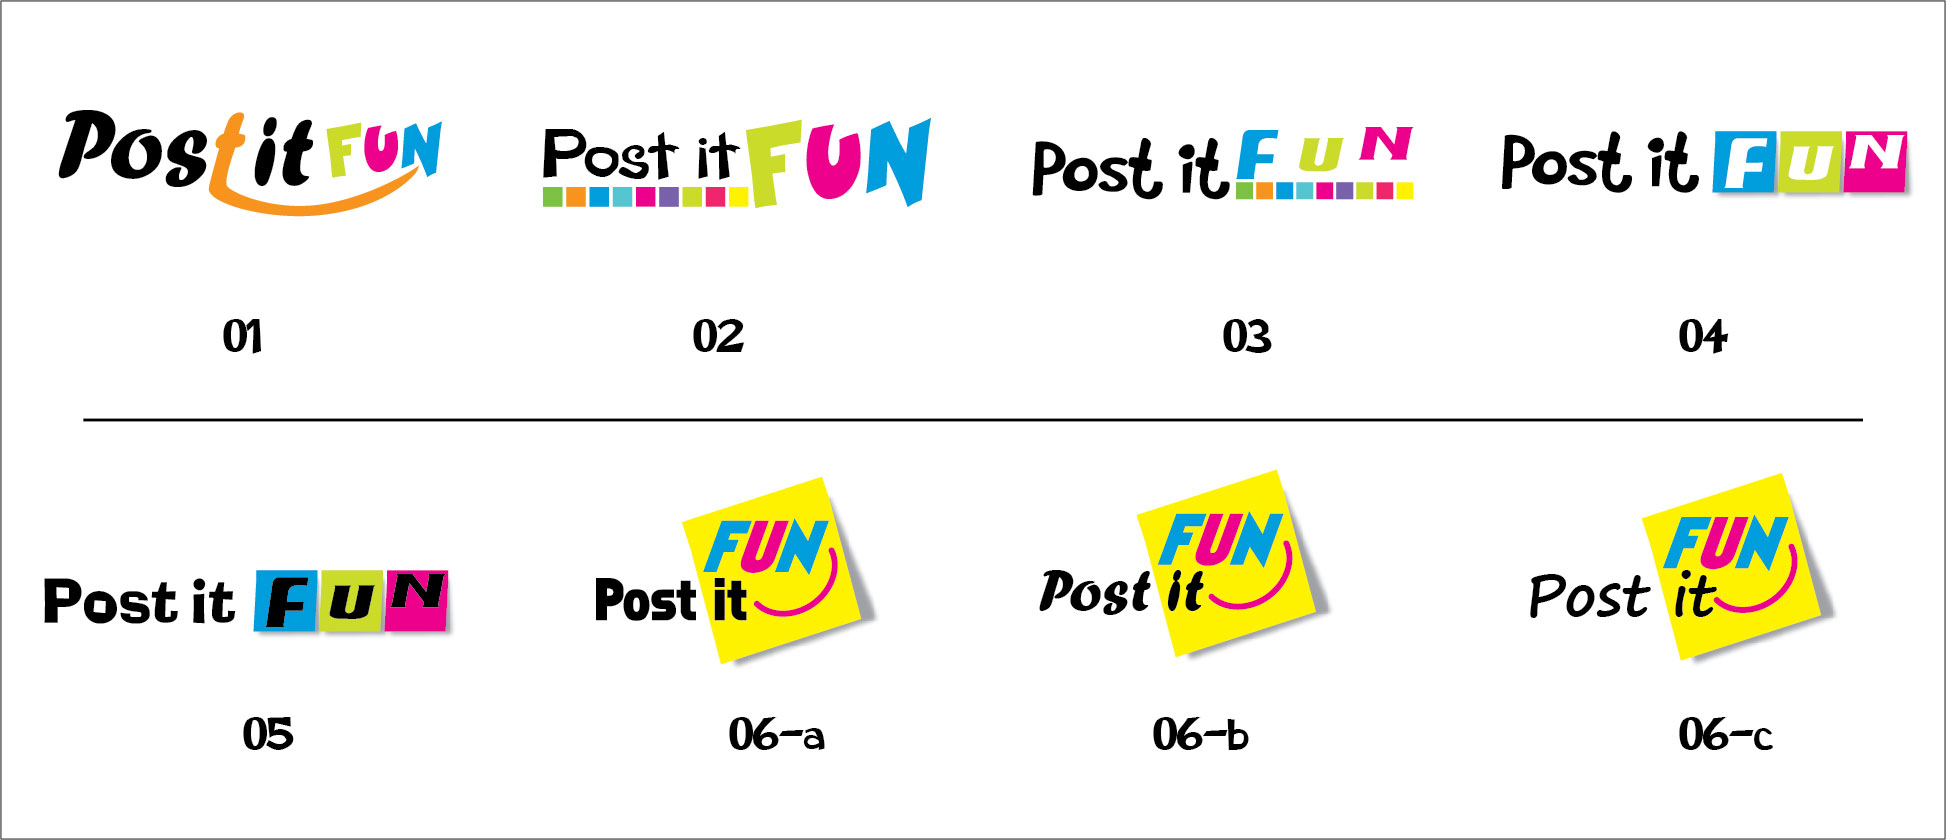 Post it FUN
Post it FUN
Post it FUN
Post it FUN
01
02
03
04
Post it FUN
FUN
Post it
FUN
Post it
FUN
Post it
05
06-a
06-b
06-c